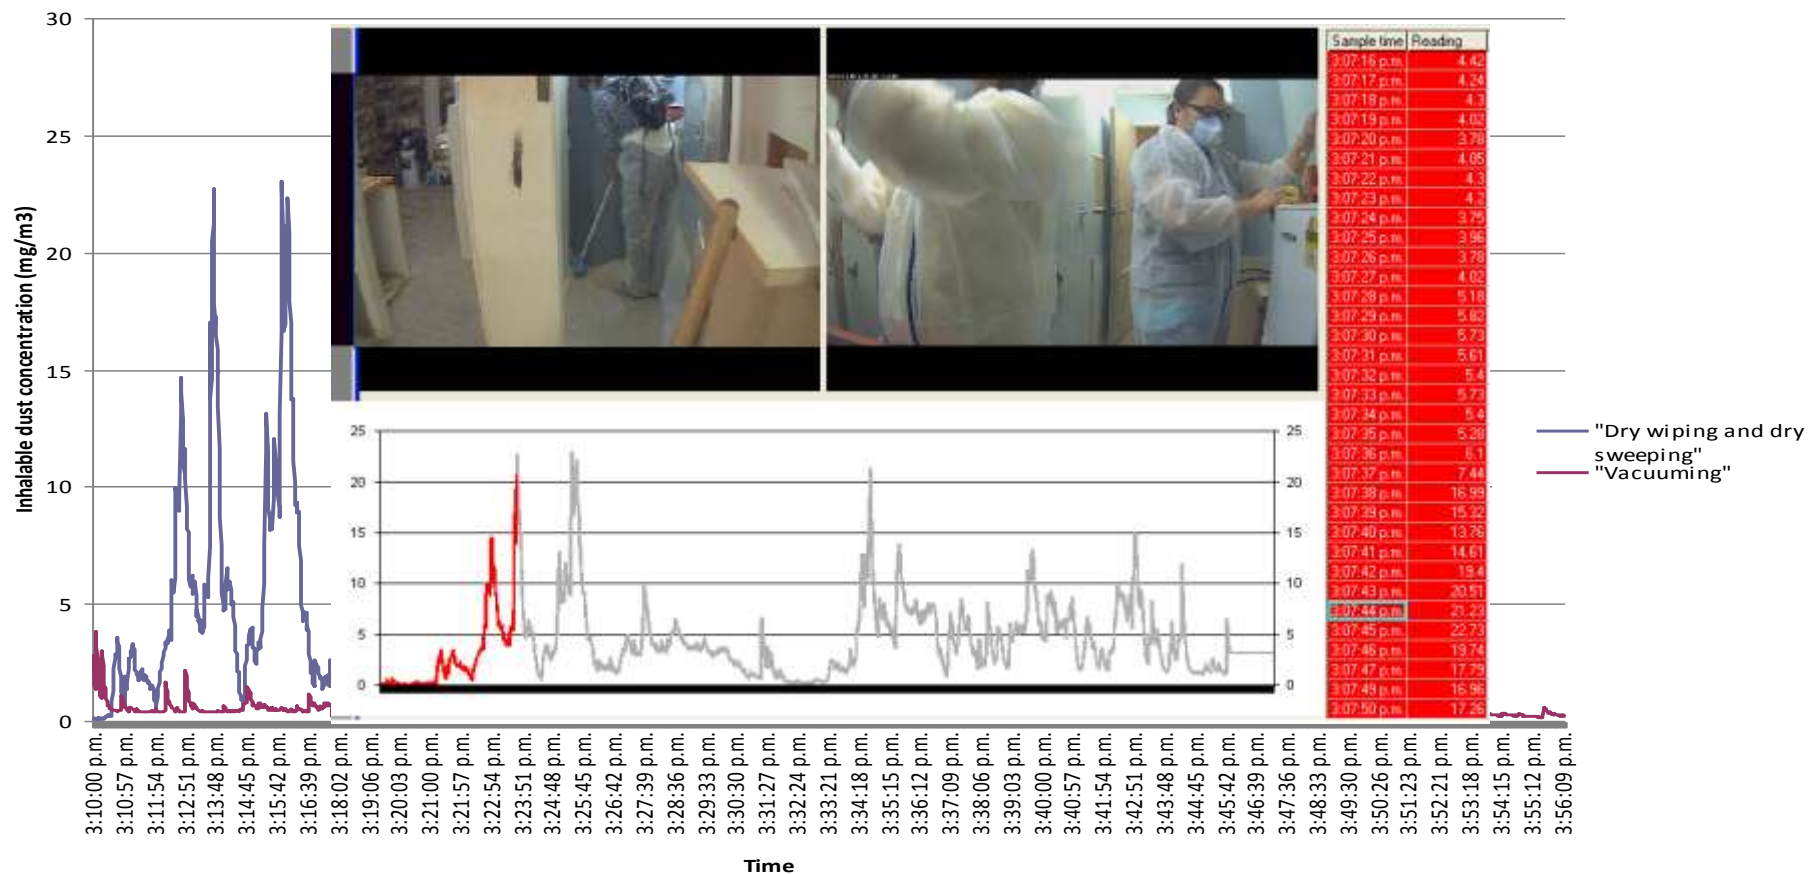 30
25
20
15
10
5
0
Inhalable dust concentration (mg/m3)
Sample time Reading
3:07:16 p.m. 4.42
3:07:17 p.m. 4.24
3:07:18 p.m. 4.3
3:07:19 p.m. 4.02
3:07:20 p.m. 3.78
3:07:21 p.m. 4.05
3:07:22 p.m. 4.3
3:07:23 p.m. 4.2
3:07:24 p.m. 3.75
3:07:25 p.m. 3.96
3:07:26 p.m. 3.78
3:07:27 p.m. 4.02
3:07:28 p.m. 5.18
3:07:29 p.m. 5.82
3:07:30 p.m. 5.73
3:07:31 p.m. 5.61
3:07:32 p.m. 5.4
3:07:33 p.m. 5.73
3:07:34 p.m. 5.4
3:07:35 p.m. 5.28
3:07:36 p.m. 6.1
3:07:37 p.m. 7.44
3:07:38 p.m. 16.99
3:07:39 p.m. 15.32
3:07:40 p.m. 13.76
3:07:41 p.m. 14.61
3:07:42 p.m. 19.4
3:07:43 p.m. 20.51
3:07:44 p.m. 21.23
3:07:45 p.m. 22.73
3:07:46 p.m. 19.74
3:07:47 p.m. 17.79
3:07:49 p.m. 16.96
3:07:50 p.m. 17.26
25 25
20 20
15 15
10 10
5 5
0 0
"Dry wiping and dry
sweeping"
"Vacuuming"
3:10:00 p.m.
3:10:57 p.m.
3:11:54 p.m.
3:12:51 p.m.
3:13:48 p.m.
3:14:45 p.m.
3:15:42 p.m.
3:16:39 p.m.
3:18:02 p.m.
3:19:06 p.m.
3:20:03 p.m.
3:21:00 p.m.
3:21:57 p.m.
3:22:54 p.m.
3:23:51 p.m.
3:24:48 p.m.
3:25:45 p.m.
3:26:42 p.m.
3:27:39 p.m.
3:28:36 p.m.
3:29:33 p.m.
3:30:30 p.m.
3:31:27 p.m.
3:32:24 p.m.
3:33:21 p.m.
3:34:18 p.m.
3:35:15 p.m.
3:36:12 p.m.
3:37:09 p.m.
3:38:06 p.m.
3:39:03 p.m.
3:40:00 p.m.
3:40:57 p.m.
3:41:54 p.m.
3:42:51 p.m.
3:43:48 p.m.
3:44:45 p.m.
3:45:42 p.m.
3:46:39 p.m.
3:47:36 p.m.
3:48:33 p.m.
3:49:30 p.m.
3:50:26 p.m.
3:51:23 p.m.
3:52:21 p.m.
3:53:18 p.m.
3:54:15 p.m.
3:55:12 p.m.
3:56:09 p.m.
Time